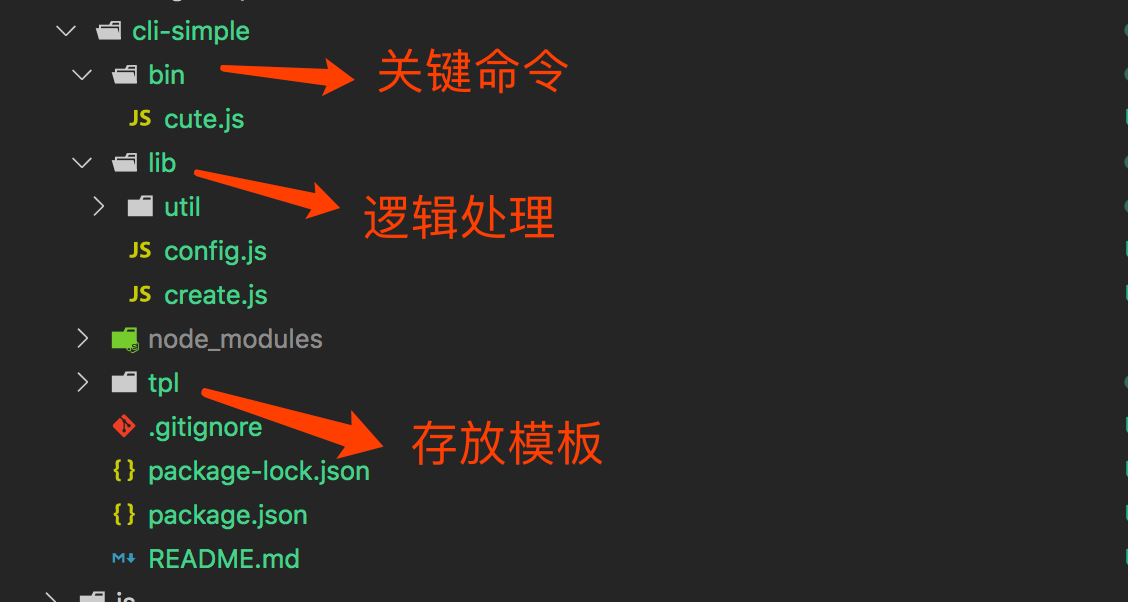 cli-simple
bin
关键命令
JS cute.js
lib
逻辑处理
util
JS config.js
JS create.js
node_modules
tpl
存放模板
.gitignore
{} package-lock.json
{} package.json
M↓ README.md